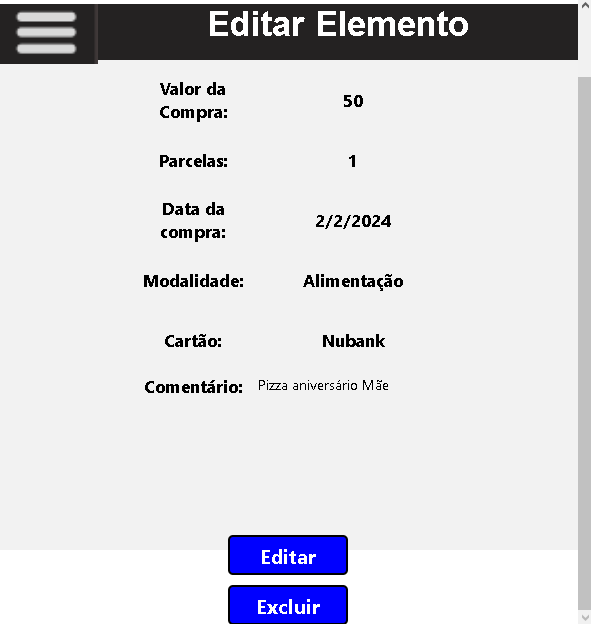 Editar Elemento
Valor da
Compra:
50
Parcelas:
1
Data da
compra:
2/2/2024
Modalidade:
Alimentação
Cartão:
Nubank
Comentário:
Pizza aniversário Mãe
Editar
Excluir